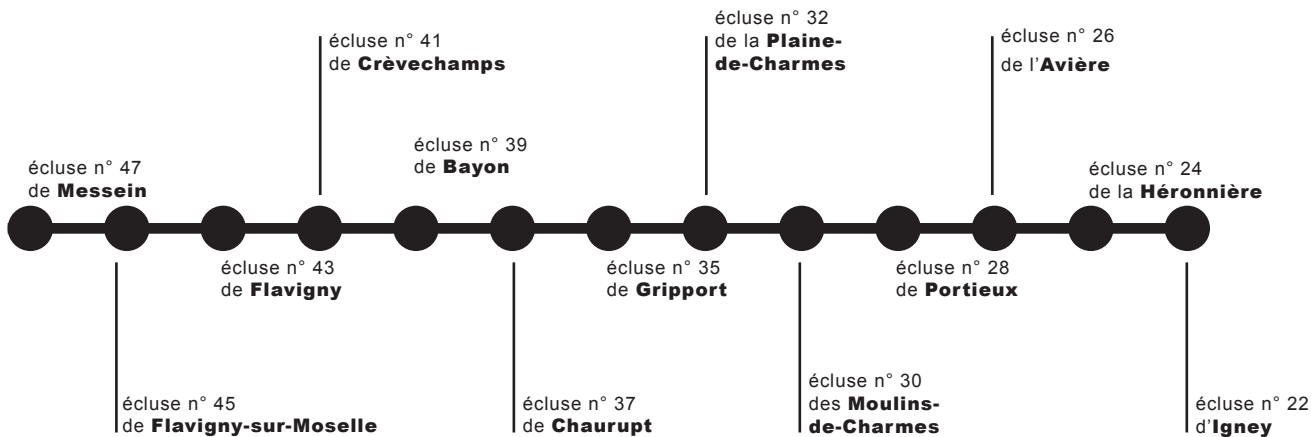 écluse n° 47
de Messein
écluse n° 45
de Flavigny-sur-Moselle
écluse n° 43
de Flavigny
écluse n° 41
de Crèvechamps
écluse n° 39
de Bayon
écluse n° 37
de Chaurupt
écluse n° 35
de Gripport
écluse n° 32
de la Plaine-
de-Charmes
écluse n° 30
des Moulins-
de-Charmes
écluse n° 28
de Portieux
écluse n° 26
de l'Avière
écluse n° 24
de la Héronnière
écluse n° 22
d'Igney